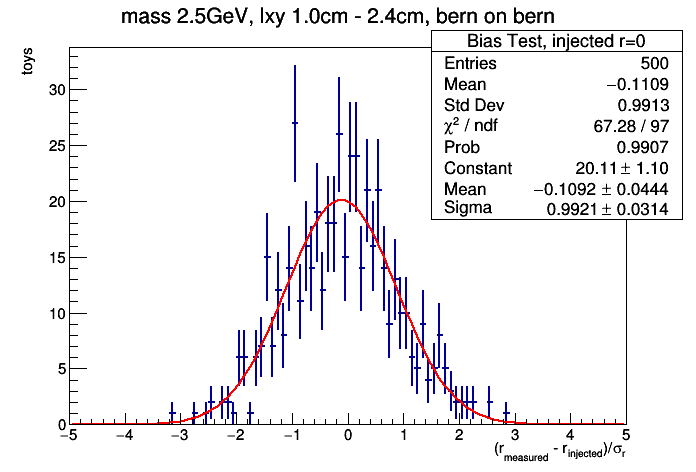 mass 2.5GeV, lxy 1.0cm - 2.4cm, bern on bern
Bias Test, injected r=0
Entries 500
Mean −0.1109
Std Dev 0.9913
χ² / ndf 67.28 / 97
Prob 0.9907
Constant 20.11 ± 1.10
Mean −0.1092 ± 0.0444
Sigma 0.9921 ± 0.0314
toys
30
25
20
15
10
5
0
−5 −4 −3 −2 −1 0 1 2 3 4 5
(r_measured - r_injected)/σ_r